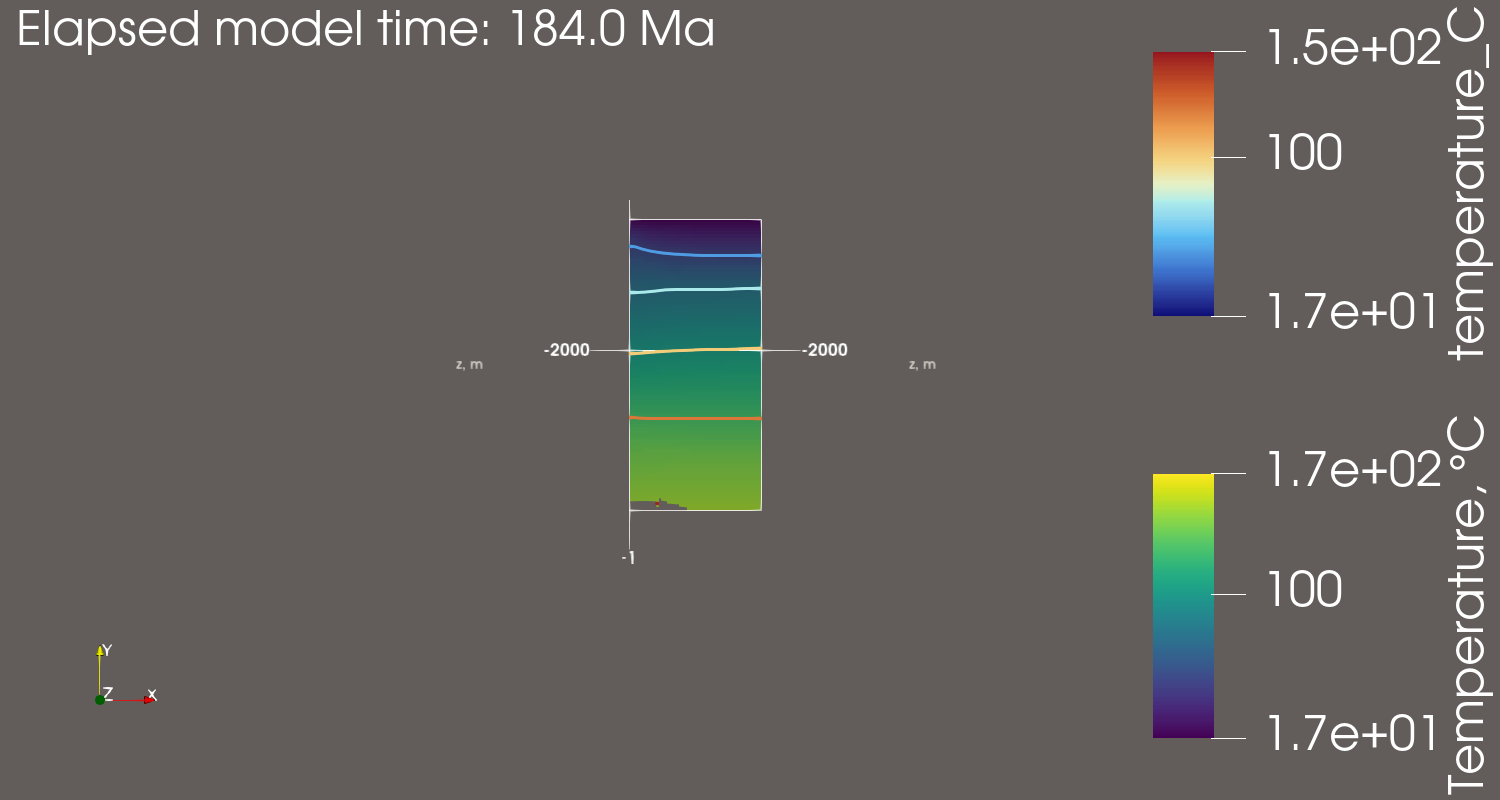 Elapsed model time: 184.0 Ma
1.5e+02
100
1.7e+01
temperature_C
-2000
-2000
z, m
z, m
-1
1.7e+02
100
1.7e+01
Temperature, °C
Y
Z
X